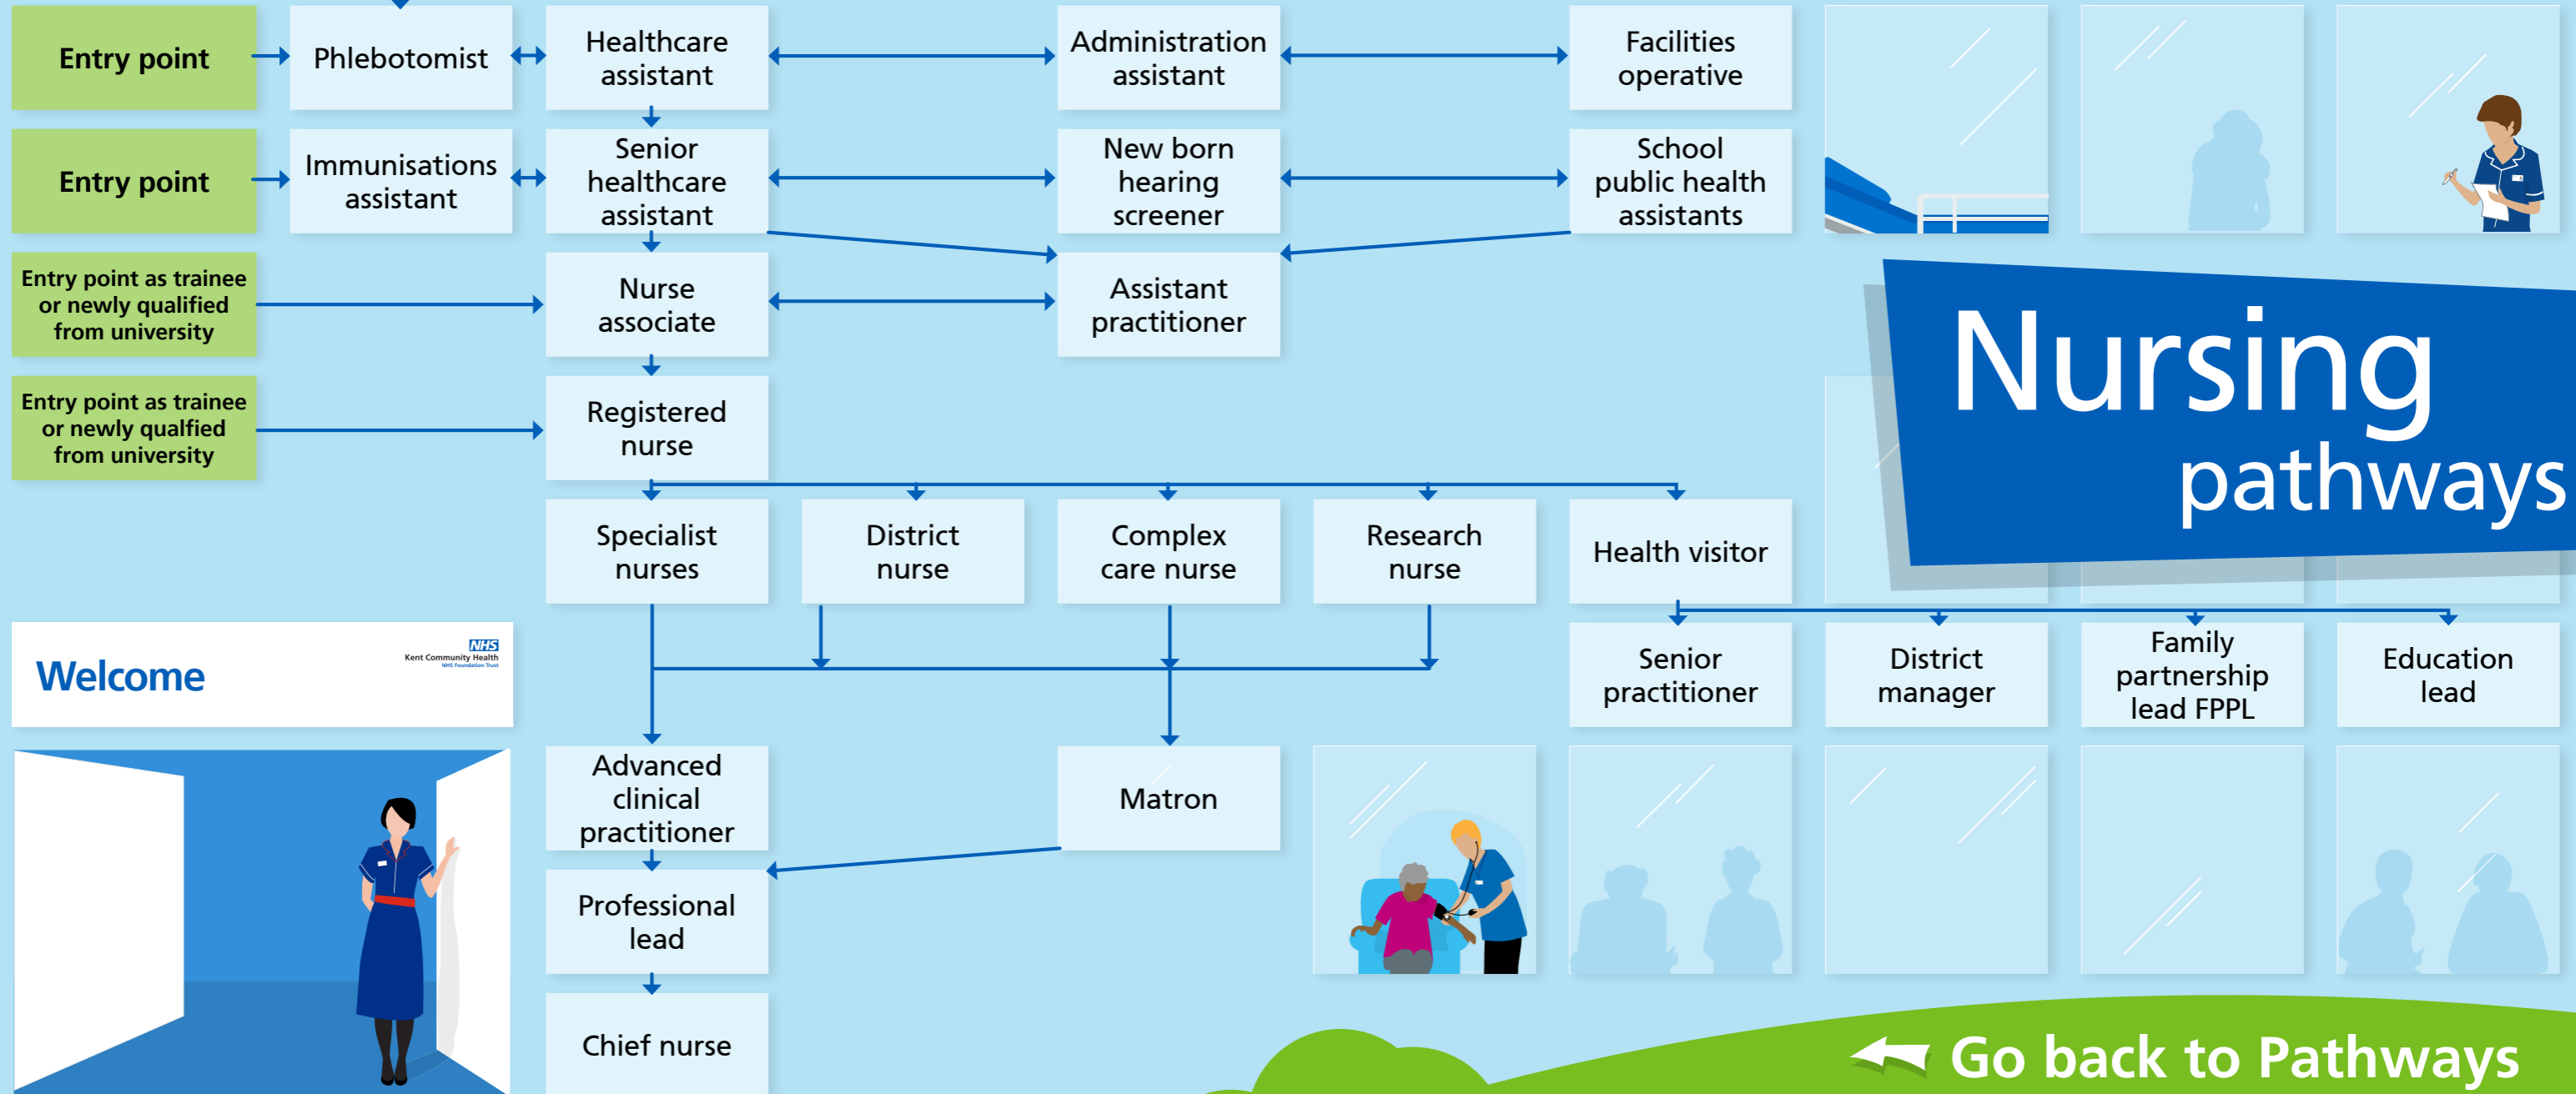 Entry point
Phlebotomist
Healthcare
assistant
Administration
assistant
Facilities
operative
Entry point
Immunisations
assistant
Senior
healthcare
assistant
New born
hearing
screener
School
public health
assistants
Entry point as trainee
or newly qualified
from university
Nurse
associate
Assistant
practitioner
Nursing
pathways
Entry point as trainee
or newly qualfied
from university
Registered
nurse
Specialist
nurses
District
nurse
Complex
care nurse
Research
nurse
Health visitor
Welcome
NHS
Kent Community Health
NHS Foundation Trust
Senior
practitioner
District
manager
Family
partnership
lead FPPL
Education
lead
Advanced
clinical
practitioner
Matron
Professional
lead
Chief nurse
Go back to Pathways